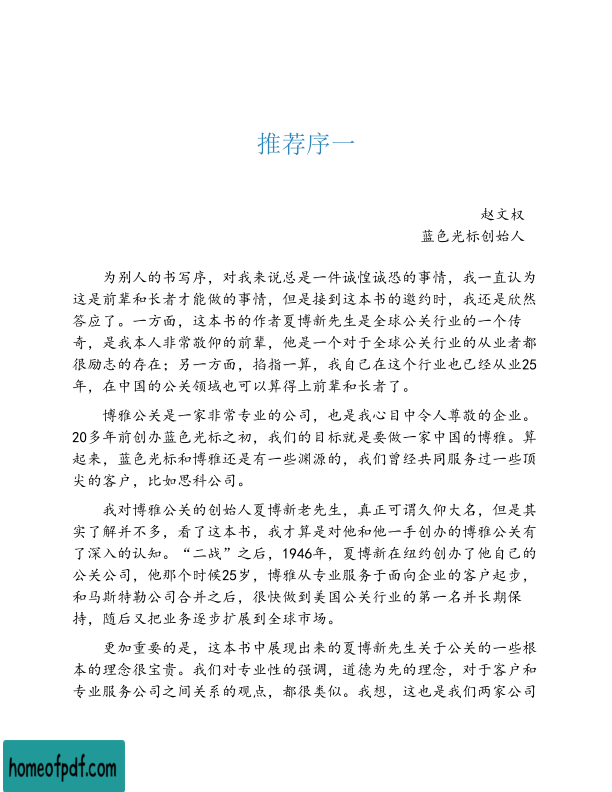 推荐序一
赵文权
蓝色光标创始人
为别人的书写序，对我来说总是一件诚惶诚恐的事情，我一直认为
这是前辈和长者才能做的事情，但是接到这本书的邀约时，我还是欣然
答应了。一方面，这本书的作者夏博新先生是全球公关行业的一个传
奇，是我本人非常敬仰的前辈，他是一个对于全球公关行业的从业者都
很励志的存在；另一方面，掐指一算，我自己在这个行业也已经从业25
年，在中国的公关领域也可以算得上前辈和长者了。
博雅公关是一家非常专业的公司，也是我心目中令人尊敬的企业。
20多年前创办蓝色光标之初，我们的目标就是要做一家中国的博雅。算
起来，蓝色光标和博雅还是有一些渊源的，我们曾经共同服务过一些顶
尖的客户，比如思科公司。
我对博雅公关的创始人夏博新老先生，真正可谓久仰大名，但是其
实了解并不多，看了这本书，我才算是对他和他一手创办的博雅公关有
了深入的认知。“二战”之后，1946年，夏博新在纽约创办了他自己的
公关公司，他那个时候25岁，博雅从专业服务于面向企业的客户起步，
和马斯特勒公司合并之后，很快做到美国公关行业的第一名并长期保
持，随后又把业务逐步扩展到全球市场。
更加重要的是，这本书中展现出来的夏博新先生关于公关的一些根
本的理念很宝贵。我们对专业性的强调，道德为先的理念，对于客户和
专业服务公司之间关系的观点，都很类似。我想，这也是我们两家公司
homeofpdf.com